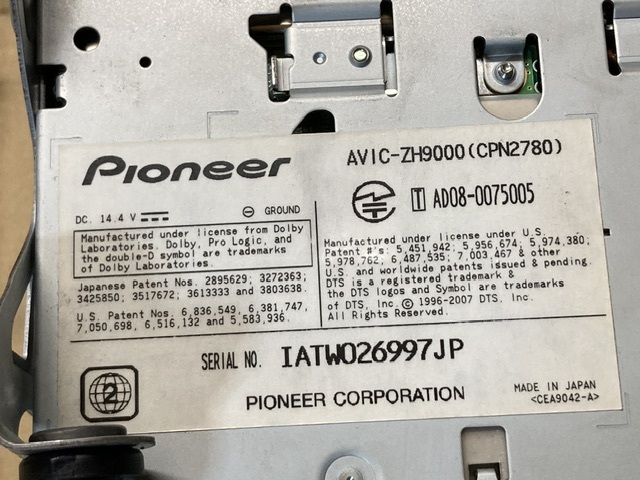 Pioneer
AVIC-ZH9000(CPN2780)
T AD08-0075005
DC. 14.4 V
⊖ GROUND
Manufactured under license from Dolby
Laboratories. Dolby, Pro Logic, and
the double-D symbol are trademarks
of Dolby Laboratories.
Japanese Patent Nos. 2895629; 3272363;
3425850; 3517672; 3613333 and 3803638.
U.S. Patent Nos. 6,836,549, 6,381,747,
7,050,698, 6,516,132 and 5,583,936.
Manufactured under license under U.S.
Patent #'s: 5,451,942; 5,956,674; 5,974,380;
5,978,762; 6,487,535; 7,003,467 & other
U.S. and worldwide patents issued & pending.
DTS is a registered trademark &
the DTS logos and Symbol are trademarks
of DTS, Inc. © 1996-2007 DTS, Inc.
All Rights Reserved.
SERIAL NO. IATW026997JP
2
PIONEER CORPORATION
MADE IN JAPAN
<CEA9042-A>